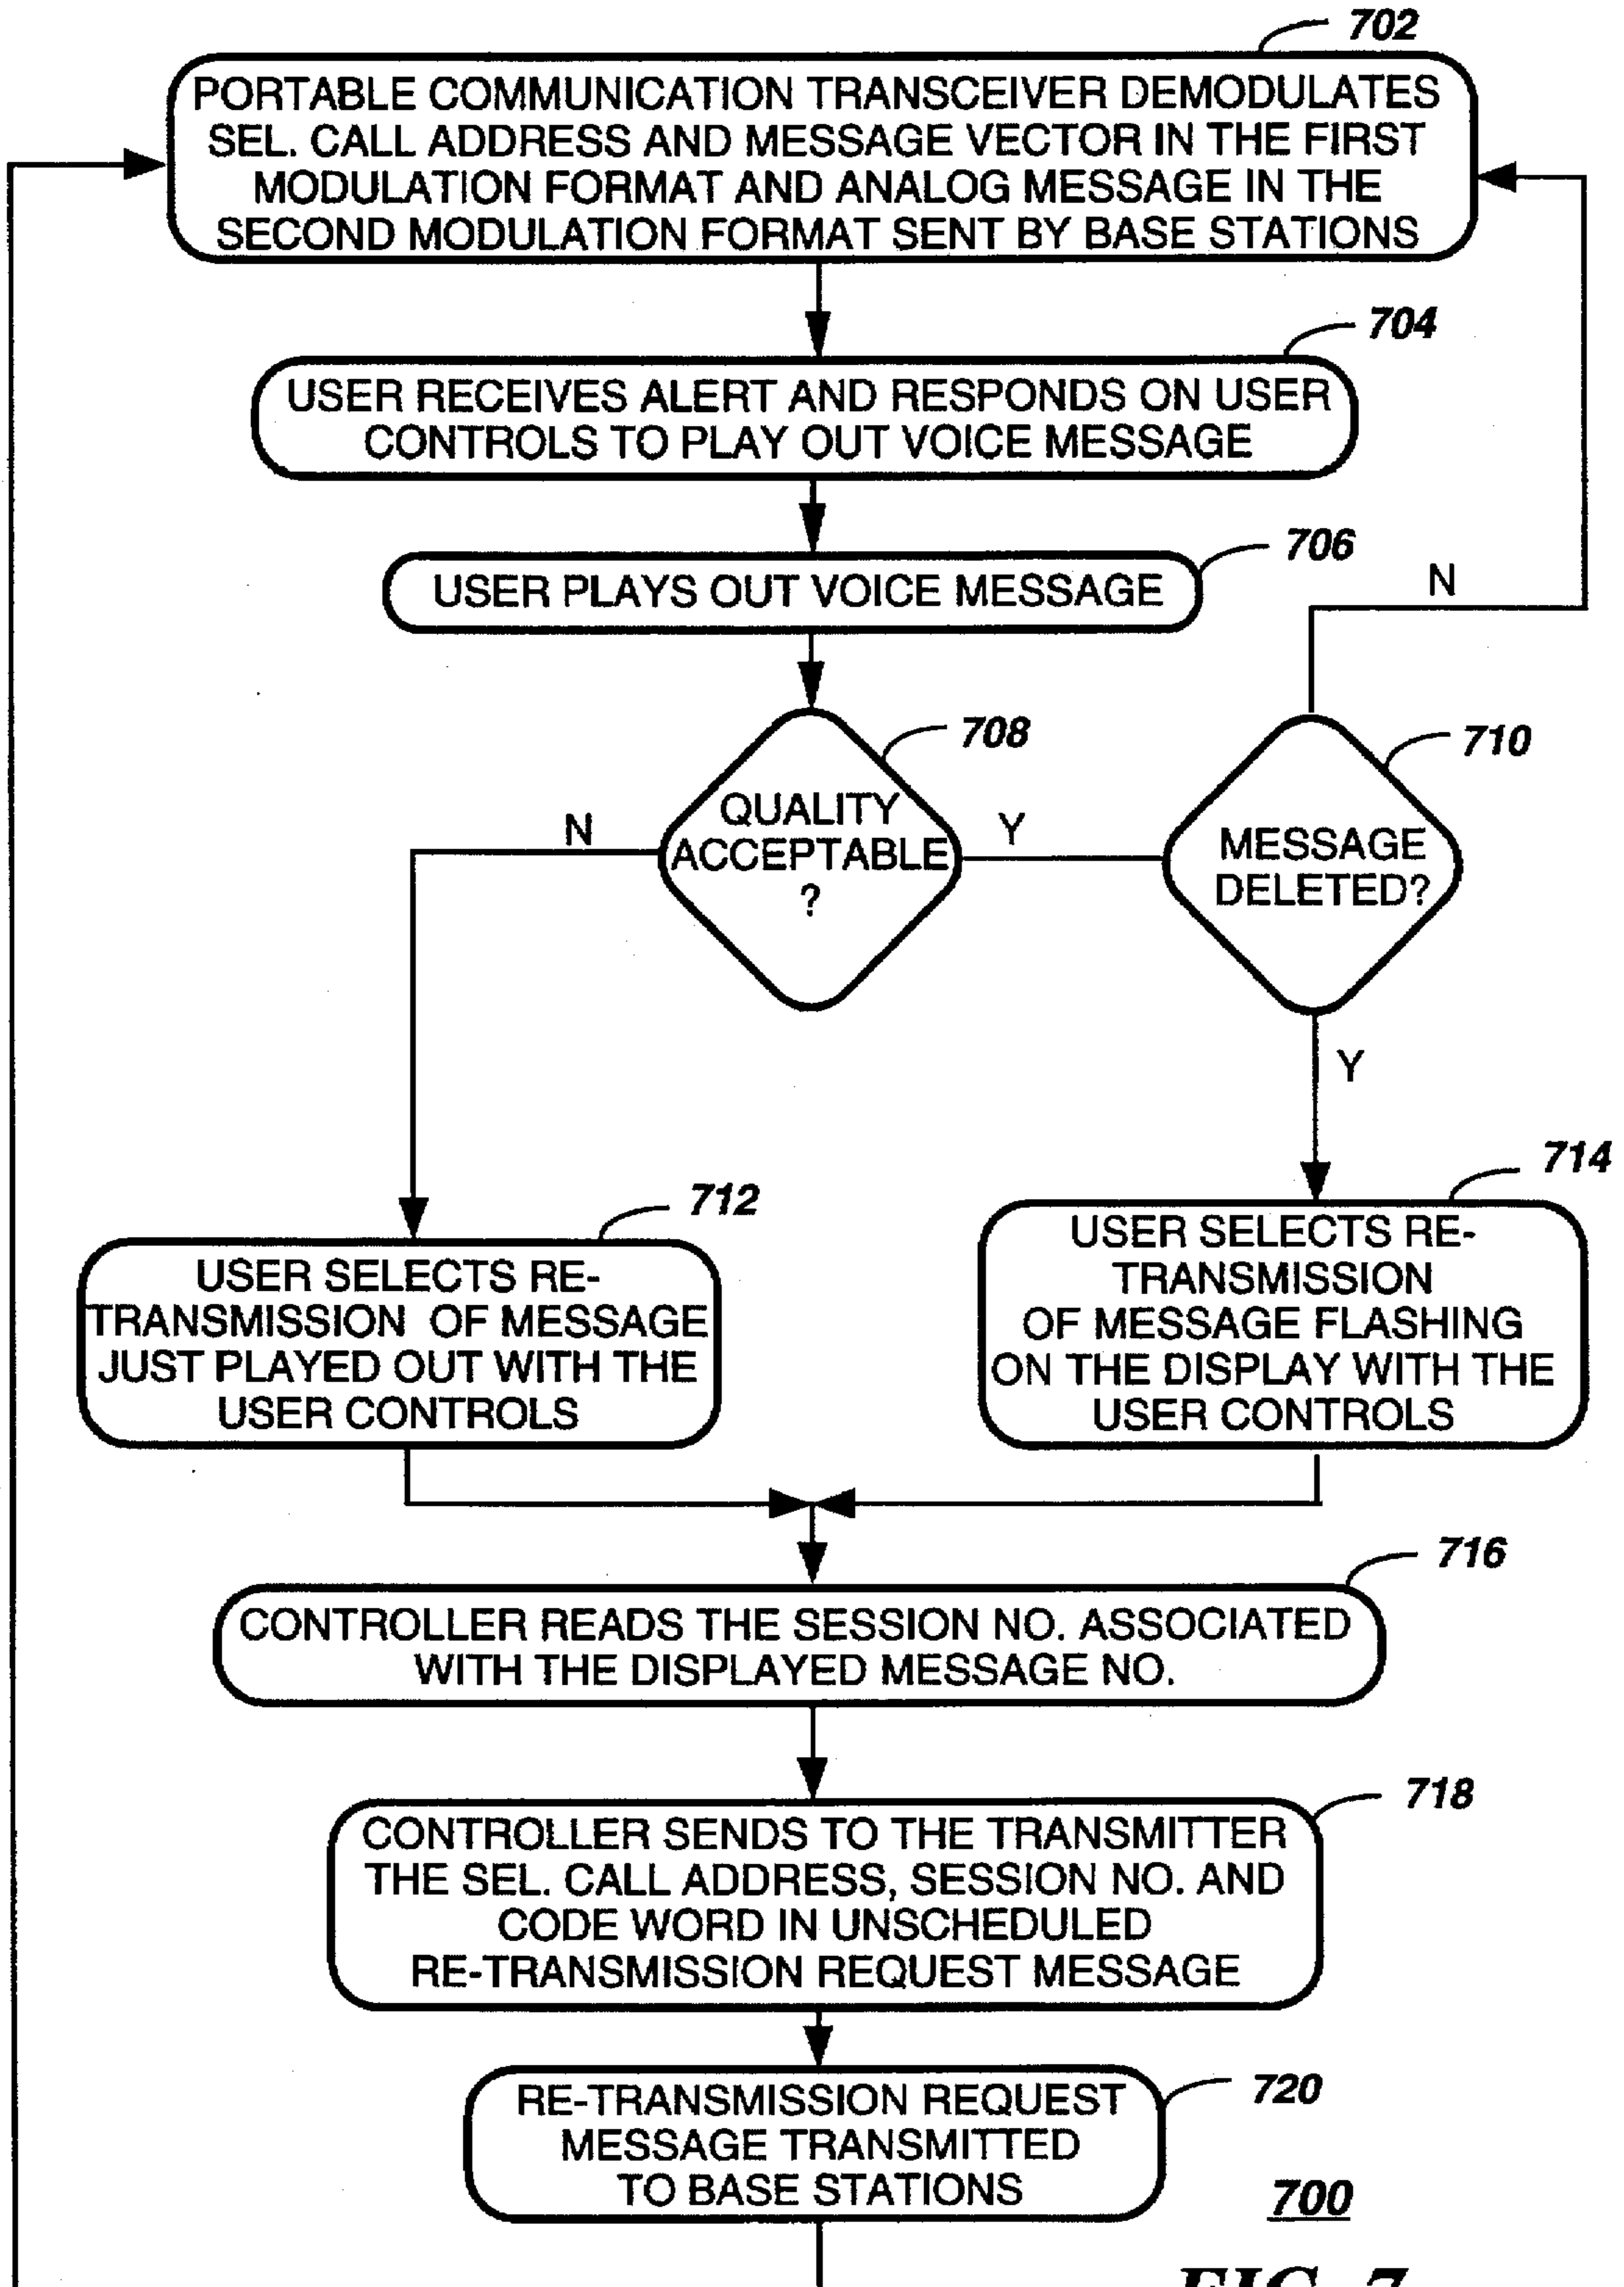 702
PORTABLE COMMUNICATION TRANSCEIVER DEMODULATES
SEL. CALL ADDRESS AND MESSAGE VECTOR IN THE FIRST
MODULATION FORMAT AND ANALOG MESSAGE IN THE
SECOND MODULATION FORMAT SENT BY BASE STATIONS
704
USER RECEIVES ALERT AND RESPONDS ON USER
CONTROLS TO PLAY OUT VOICE MESSAGE
706
USER PLAYS OUT VOICE MESSAGE
N
708
710
QUALITY
ACCEPTABLE
?
N
Y
MESSAGE
DELETED?
Y
712
714
USER SELECTS RE-
TRANSMISSION OF MESSAGE
JUST PLAYED OUT WITH THE
USER CONTROLS
USER SELECTS RE-
TRANSMISSION
OF MESSAGE FLASHING
ON THE DISPLAY WITH THE
USER CONTROLS
716
CONTROLLER READS THE SESSION NO. ASSOCIATED
WITH THE DISPLAYED MESSAGE NO.
718
CONTROLLER SENDS TO THE TRANSMITTER
THE SEL. CALL ADDRESS, SESSION NO. AND
CODE WORD IN UNSCHEDULED
RE-TRANSMISSION REQUEST MESSAGE
720
RE-TRANSMISSION REQUEST
MESSAGE TRANSMITTED
TO BASE STATIONS
700
FIG. 7